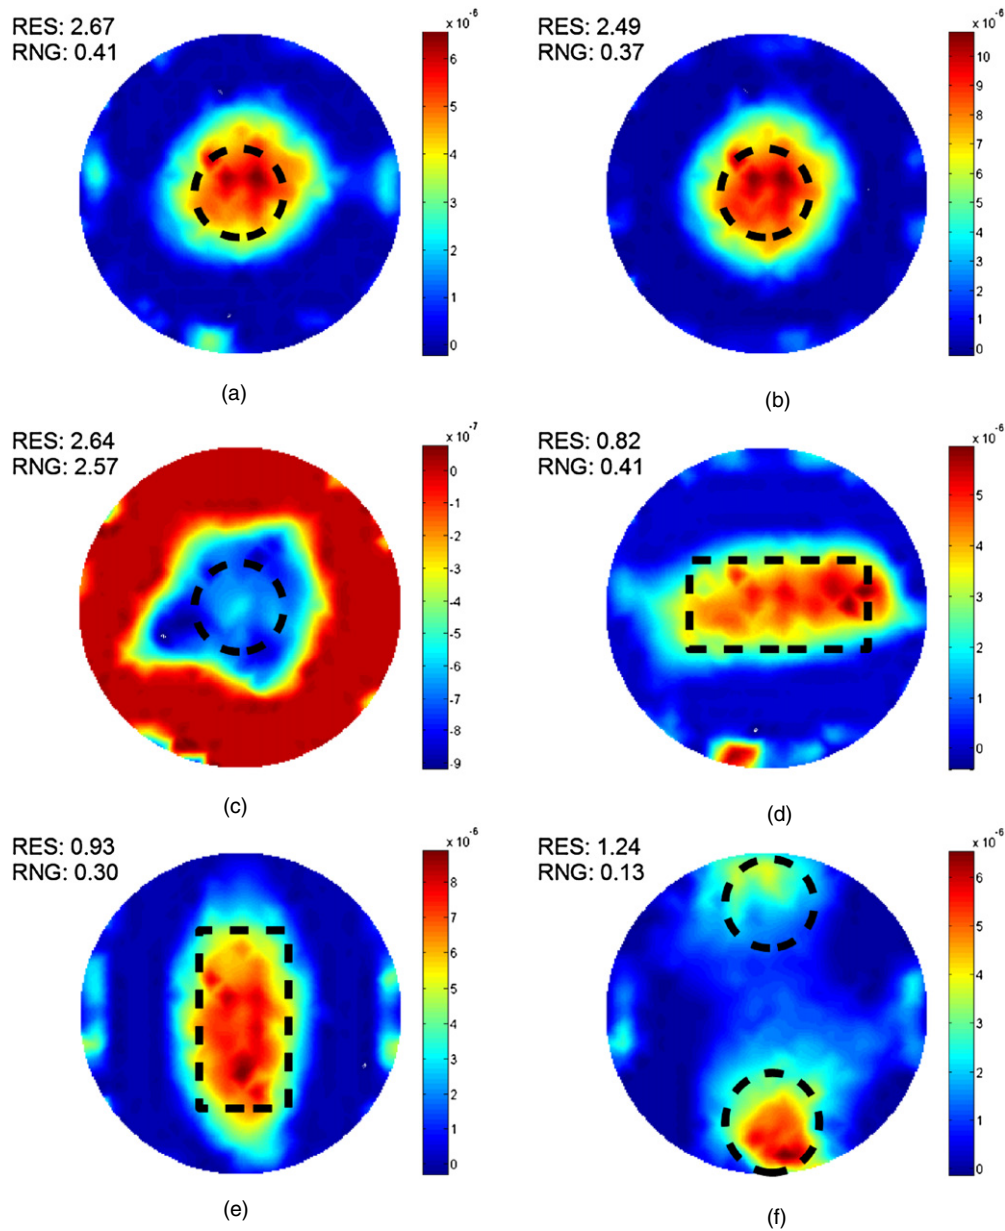 RES: 2.67
RNG: 0.41
x 10⁻⁶
6
5
4
3
2
1
0
(a)
RES: 2.49
RNG: 0.37
x 10⁻⁶
10
9
8
7
6
5
4
3
2
1
0
(b)
RES: 2.64
RNG: 2.57
x 10⁻⁷
0
-1
-2
-3
-4
-5
-6
-7
-8
-9
(c)
RES: 0.82
RNG: 0.41
x 10⁻⁶
5
4
3
2
1
0
(d)
RES: 0.93
RNG: 0.30
x 10⁻⁶
8
7
6
5
4
3
2
1
0
(e)
RES: 1.24
RNG: 0.13
x 10⁻⁶
6
5
4
3
2
1
0
(f)